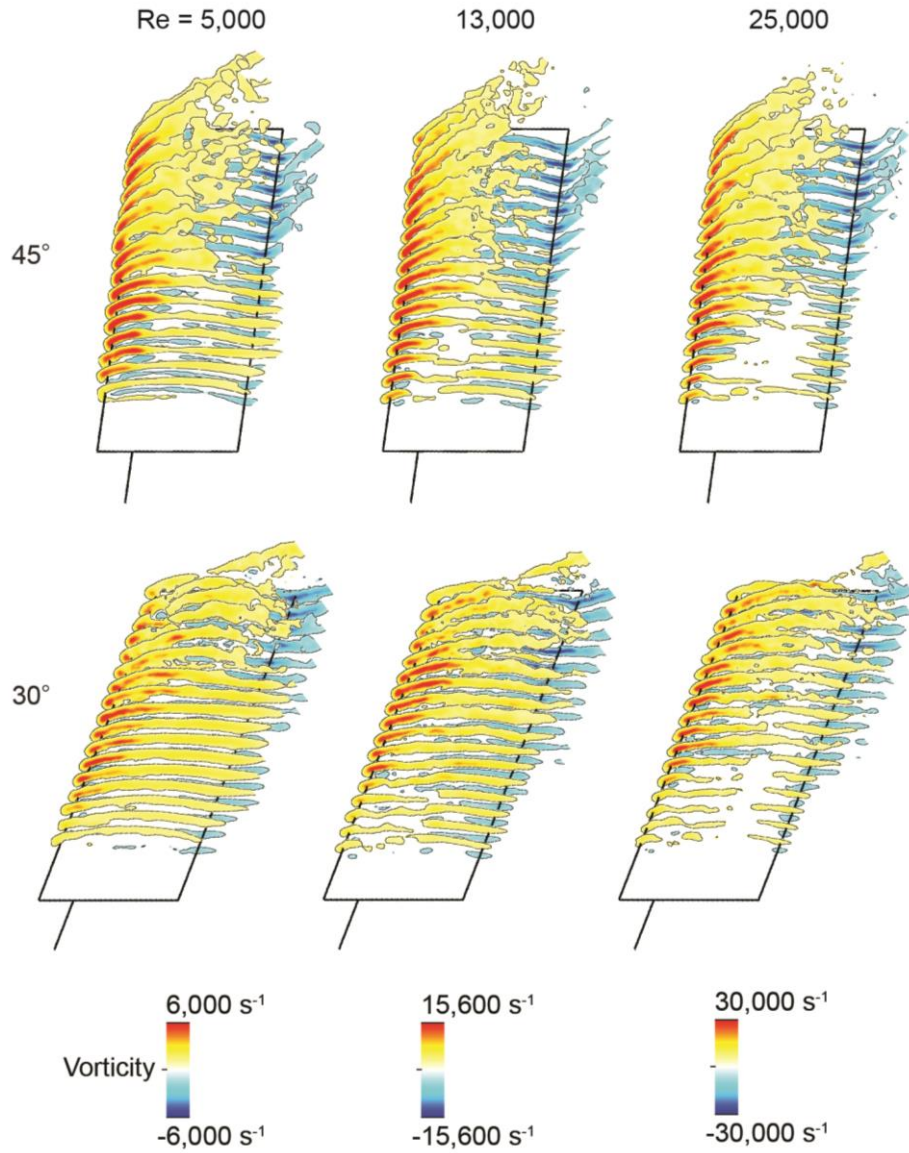 Re = 5,000 13,000 25,000
45°
30°
6,000 s⁻¹ 15,600 s⁻¹ 30,000 s⁻¹
Vorticity
-6,000 s⁻¹ -15,600 s⁻¹ -30,000 s⁻¹